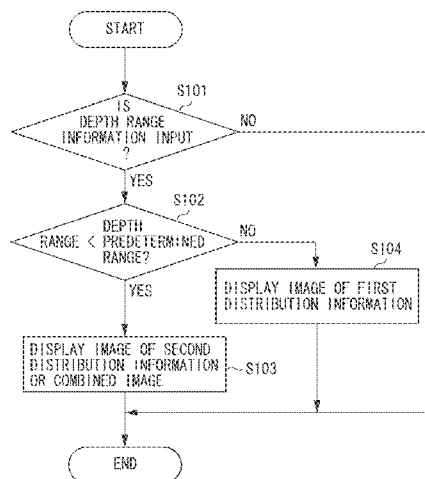 START
S101
IS
DEPTH RANGE
INFORMATION INPUT
?
NO
YES
S102
DEPTH
RANGE < PREDETERMINED
RANGE?
NO
YES
S104
DISPLAY IMAGE OF FIRST
DISTRIBUTION INFORMATION
DISPLAY IMAGE OF SECOND
DISTRIBUTION INFORMATION
OR COMBINED IMAGE
S103
END